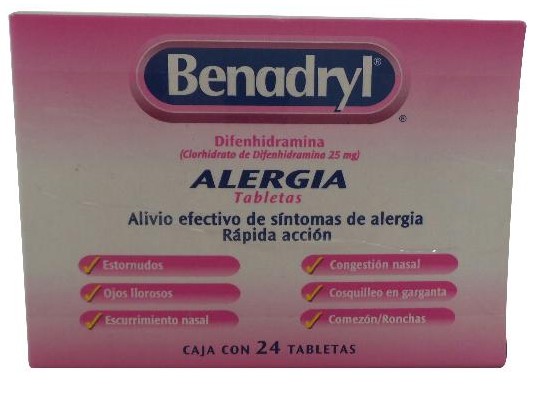 Benadryl®
®
Difenhidramina
(Clorhidrato de Difenhidramina 25 mg)
ALERGIA
Tabletas
Alivio efectivo de síntomas de alergia
Rápida acción
Estornudos
Congestión nasal
Ojos llorosos
Cosquilleo en garganta
Escurrimiento nasal
Comezón/Ronchas
CAJA CON 24 TABLETAS